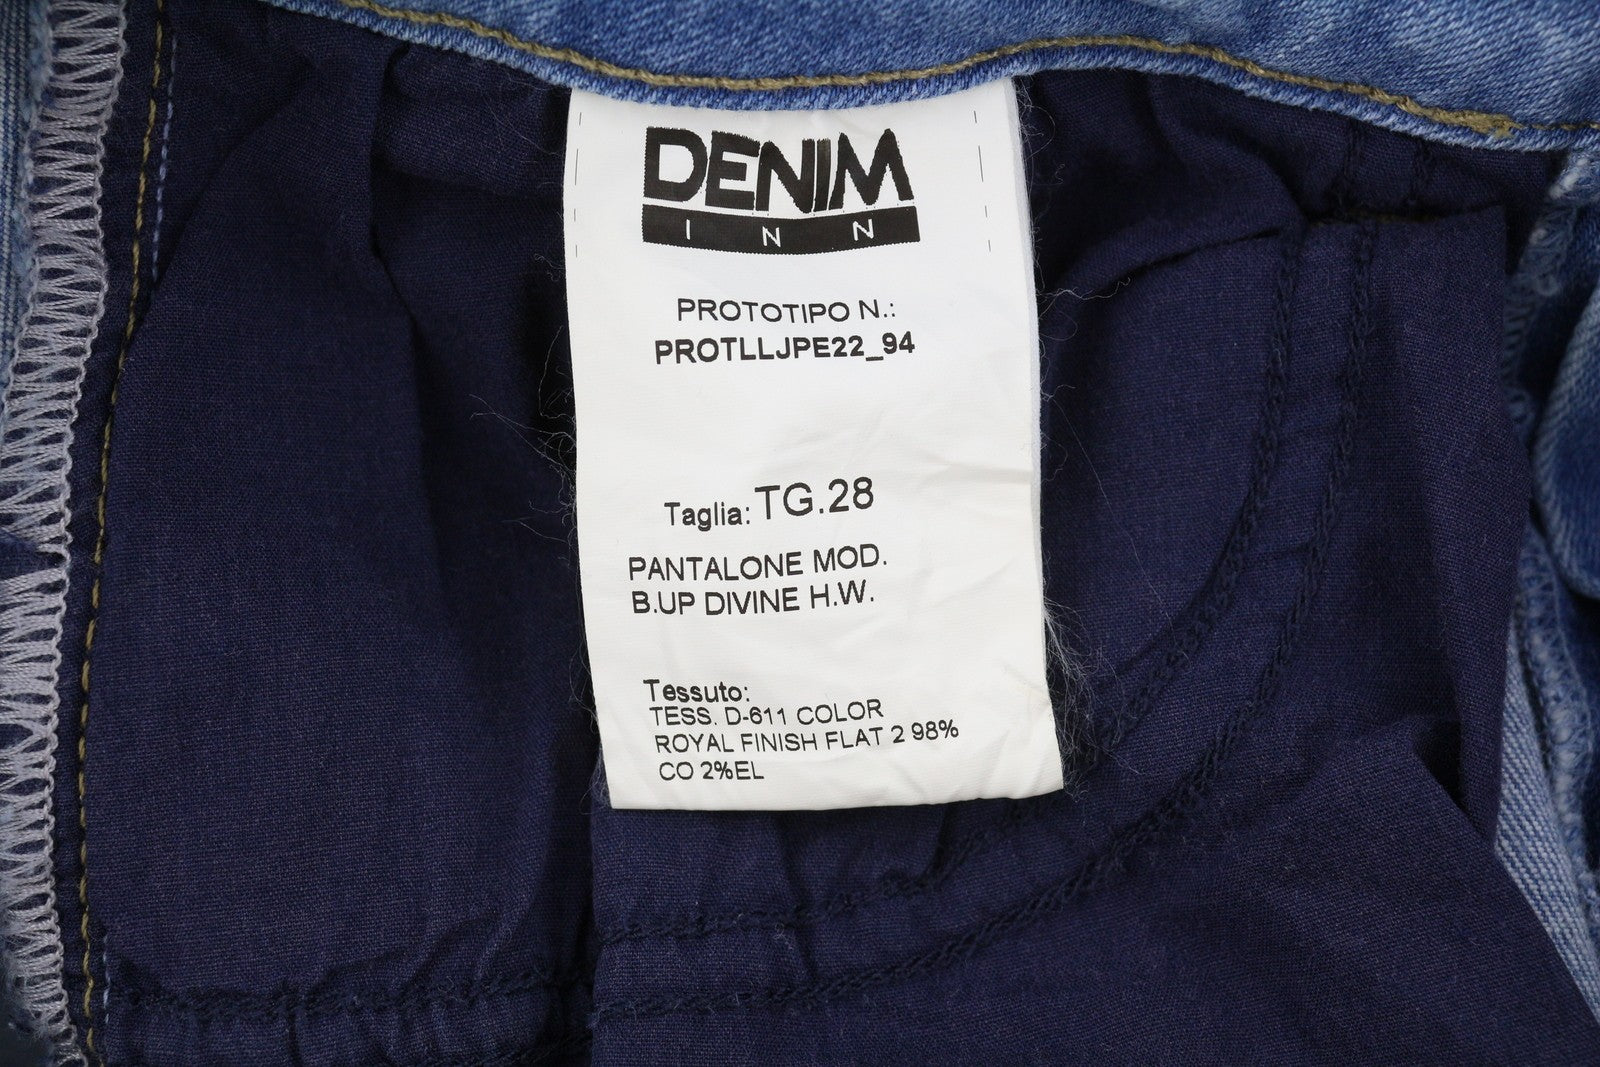 DENIM
INN
PROTOTIPO N.:
PROTLLJPE22_94
Taglia: TG.28
PANTALONE MOD.
B.UP DIVINE H.W.
Tessuto:
TESS. D-611 COLOR
ROYAL FINISH FLAT 2 98%
CO 2%EL